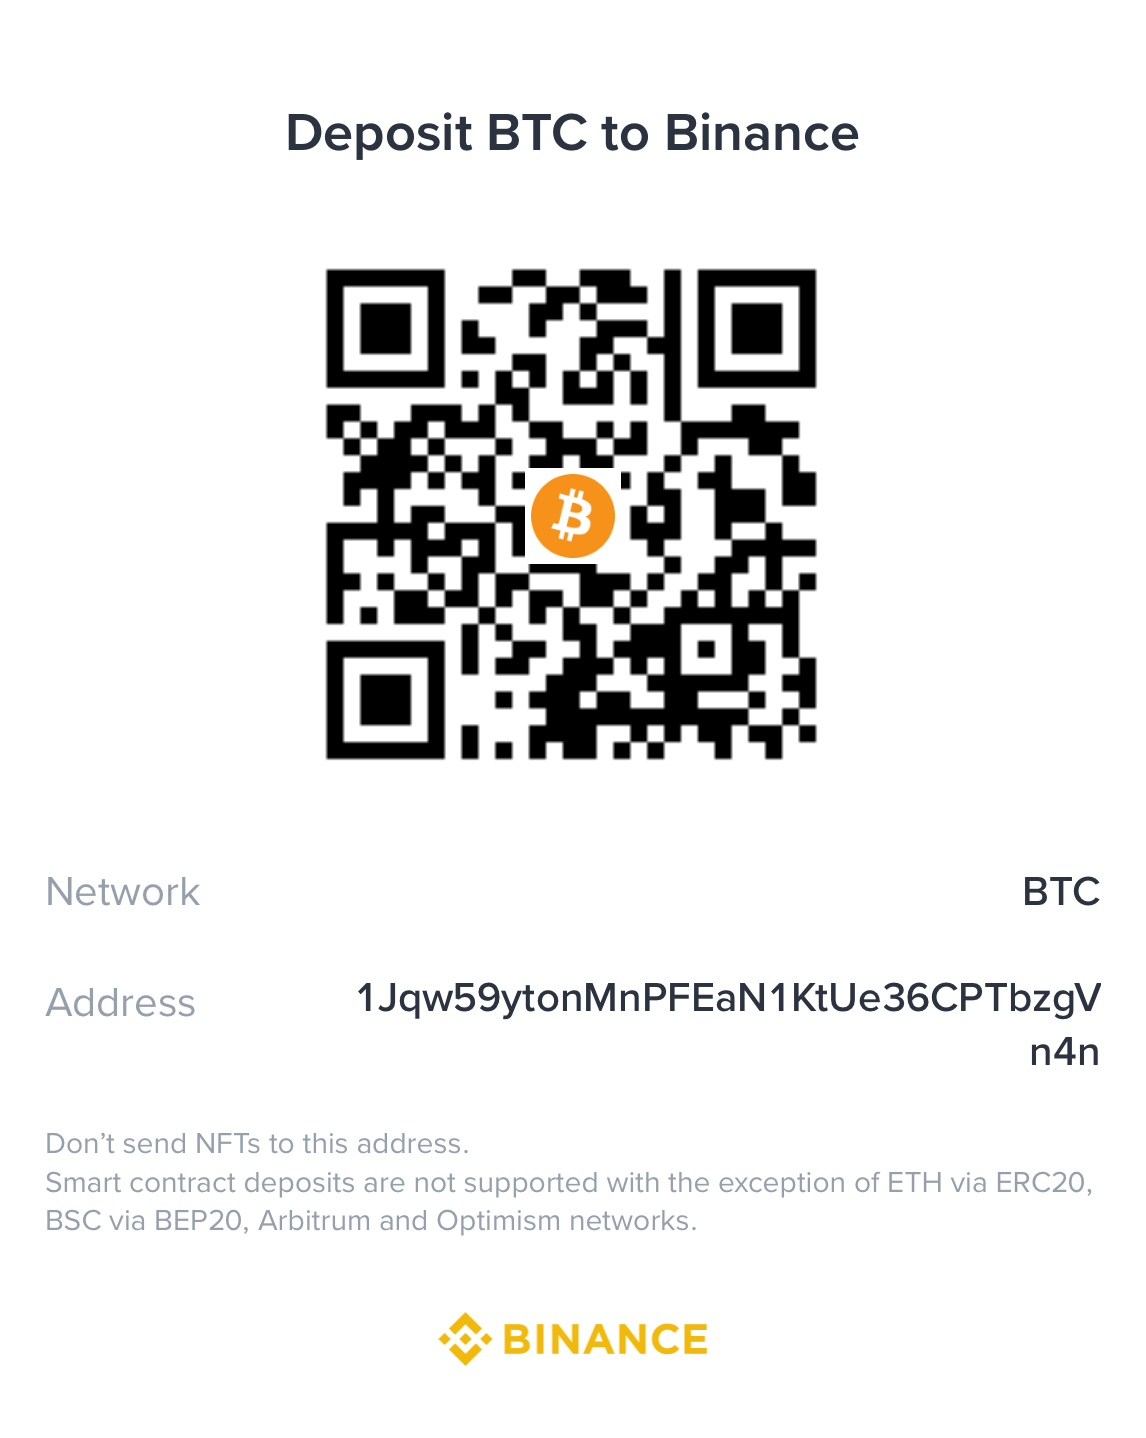 Deposit BTC to Binance
Network
BTC
Address
1Jqw59ytonMnPFEaN1KtUe36CPTbzgV
n4n
Don’t send NFTs to this address.
Smart contract deposits are not supported with the exception of ETH via ERC20,
BSC via BEP20, Arbitrum and Optimism networks.
BINANCE